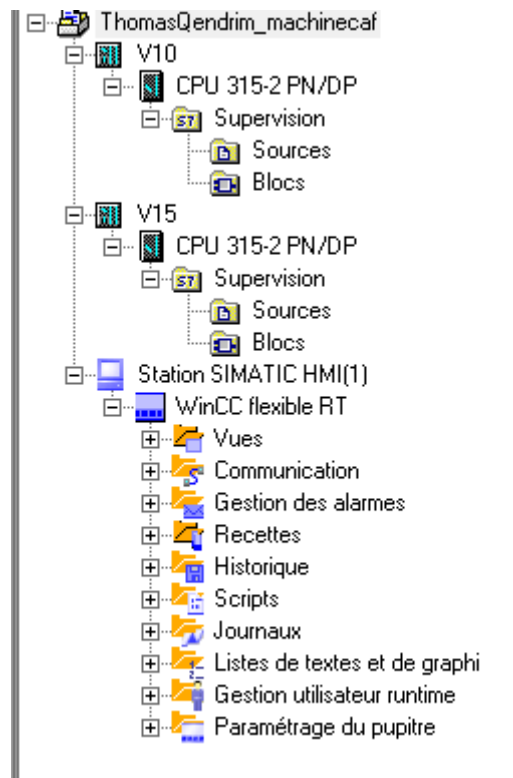 ThomasQendrim_machinecaf
V10
CPU 315-2 PN/DP
Supervision
Sources
Blocs
V15
CPU 315-2 PN/DP
Supervision
Sources
Blocs
Station SIMATIC HMI(1)
WinCC flexible RT
Vues
Communication
Gestion des alarmes
Recettes
Historique
Scripts
Journaux
Listes de textes et de graphi
Gestion utilisateur runtime
Paramétrage du pupitre